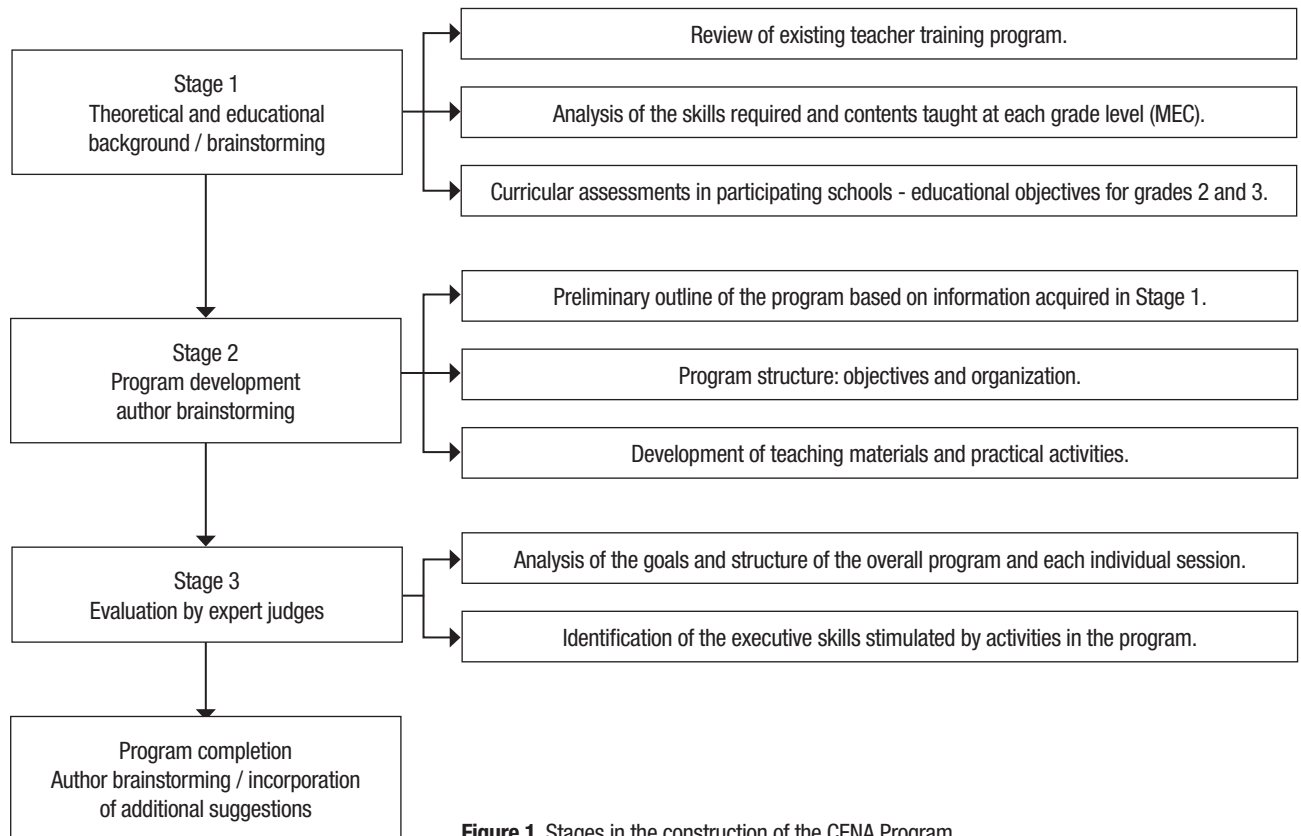 Stage 1
Theoretical and educational
background / brainstorming
Review of existing teacher training program.
Analysis of the skills required and contents taught at each grade level (MEC).
Curricular assessments in participating schools - educational objectives for grades 2 and 3.
Stage 2
Program development
author brainstorming
Preliminary outline of the program based on information acquired in Stage 1.
Program structure: objectives and organization.
Development of teaching materials and practical activities.
Stage 3
Evaluation by expert judges
Analysis of the goals and structure of the overall program and each individual session.
Identification of the executive skills stimulated by activities in the program.
Program completion
Author brainstorming / incorporation
of additional suggestions
Figure 1. Stages in the construction of the CENA Program